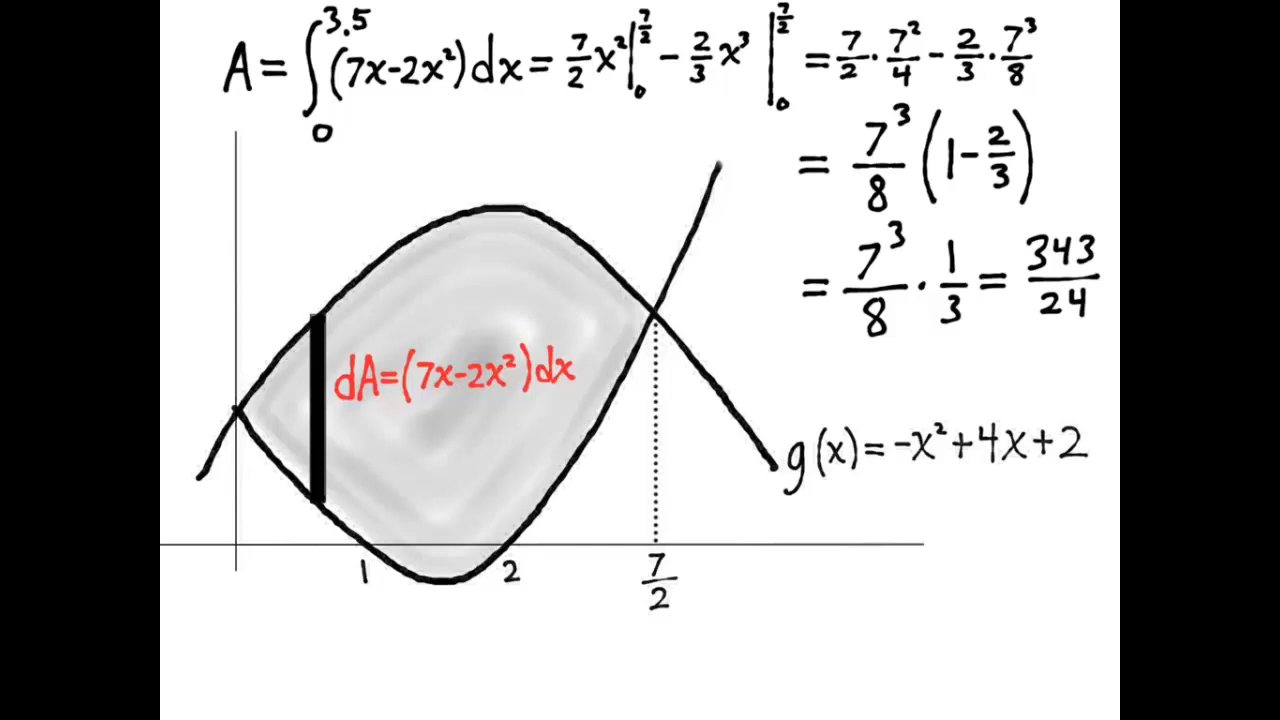 A = ∫₀^3.5 (7x-2x²)dx = 7/2 x² |₀^7/2 - 2/3 x³ |₀^7/2 = 7/2 · 7²/4 - 2/3 · 7³/8
= 7³/8 (1 - 2/3)
= 7³/8 · 1/3 = 343/24
dA=(7x-2x²)dx
g(x)= -x²+4x+2
1 2 7/2